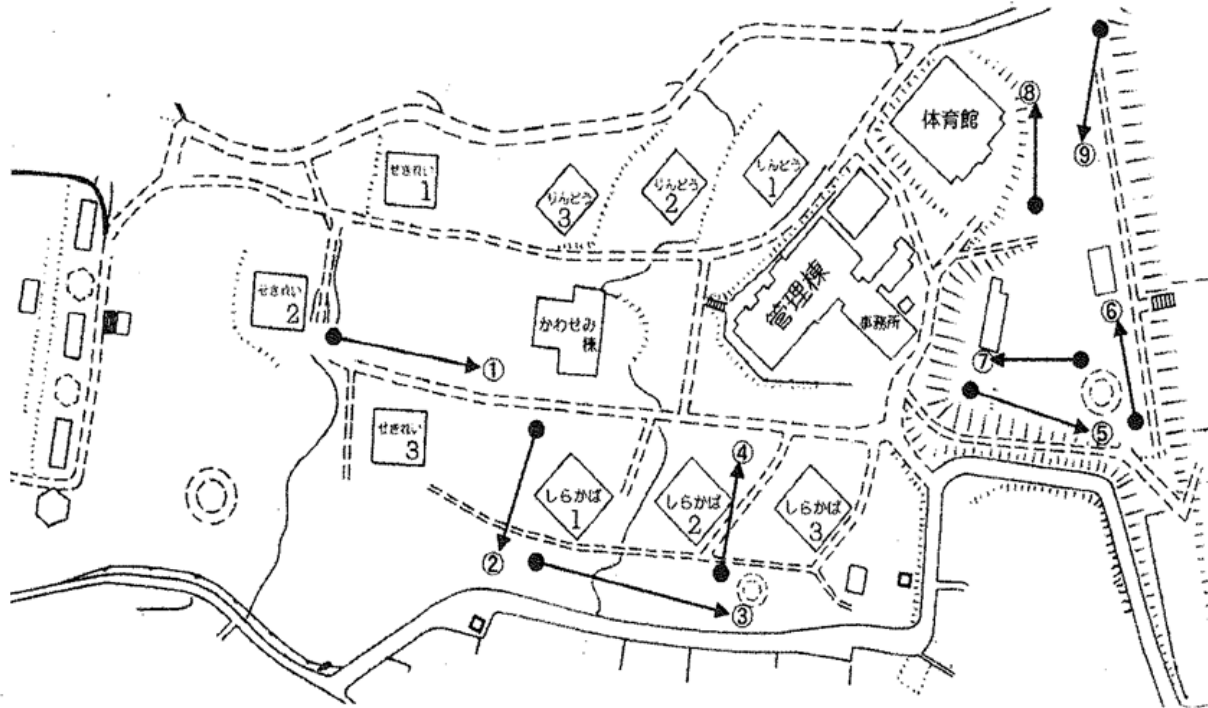 体育館
⑧
⑨
せきれい
1
りんどう
3
りんどう
2
しんどう
1
せきれい
2
かわせみ
棟
管理棟
事務所
⑥
⑦
①
⑤
せきれい
3
④
しらかば
1
しらかば
2
しらかば
3
②
③